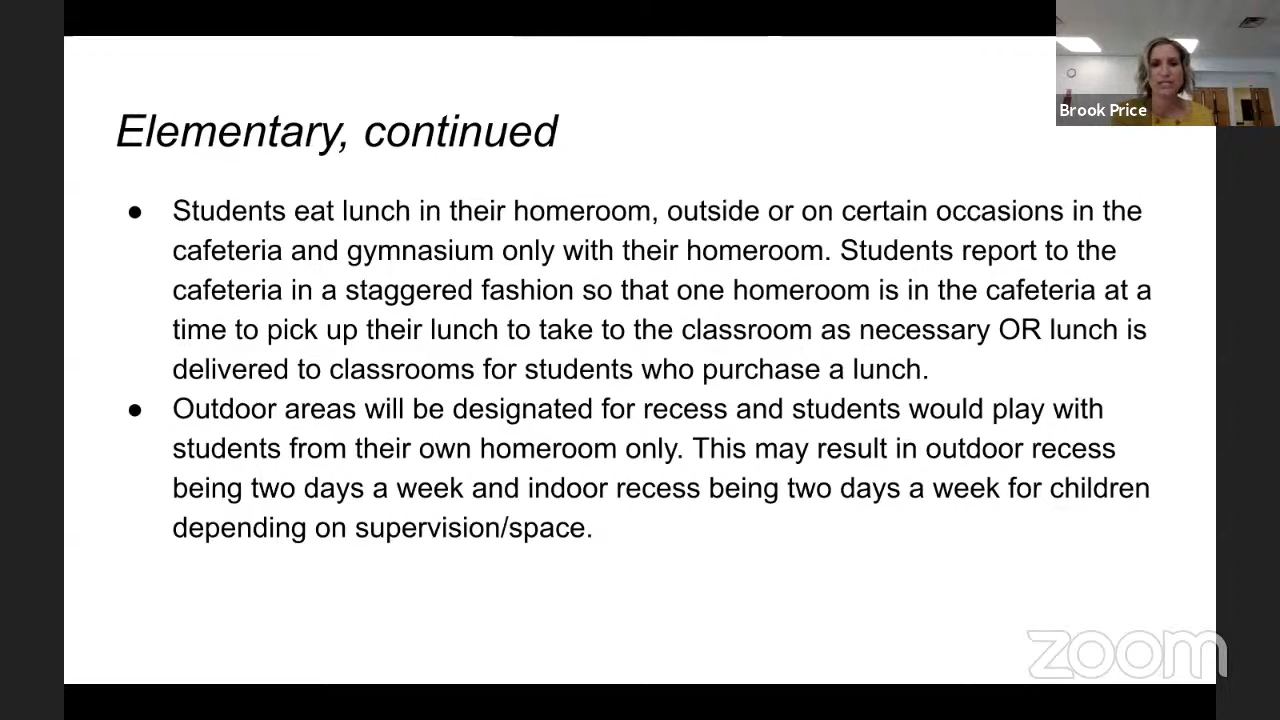 Brook Price
Elementary, continued
● Students eat lunch in their homeroom, outside or on certain occasions in the
cafeteria and gymnasium only with their homeroom. Students report to the
cafeteria in a staggered fashion so that one homeroom is in the cafeteria at a
time to pick up their lunch to take to the classroom as necessary OR lunch is
delivered to classrooms for students who purchase a lunch.
● Outdoor areas will be designated for recess and students would play with
students from their own homeroom only. This may result in outdoor recess
being two days a week and indoor recess being two days a week for children
depending on supervision/space.
zoom